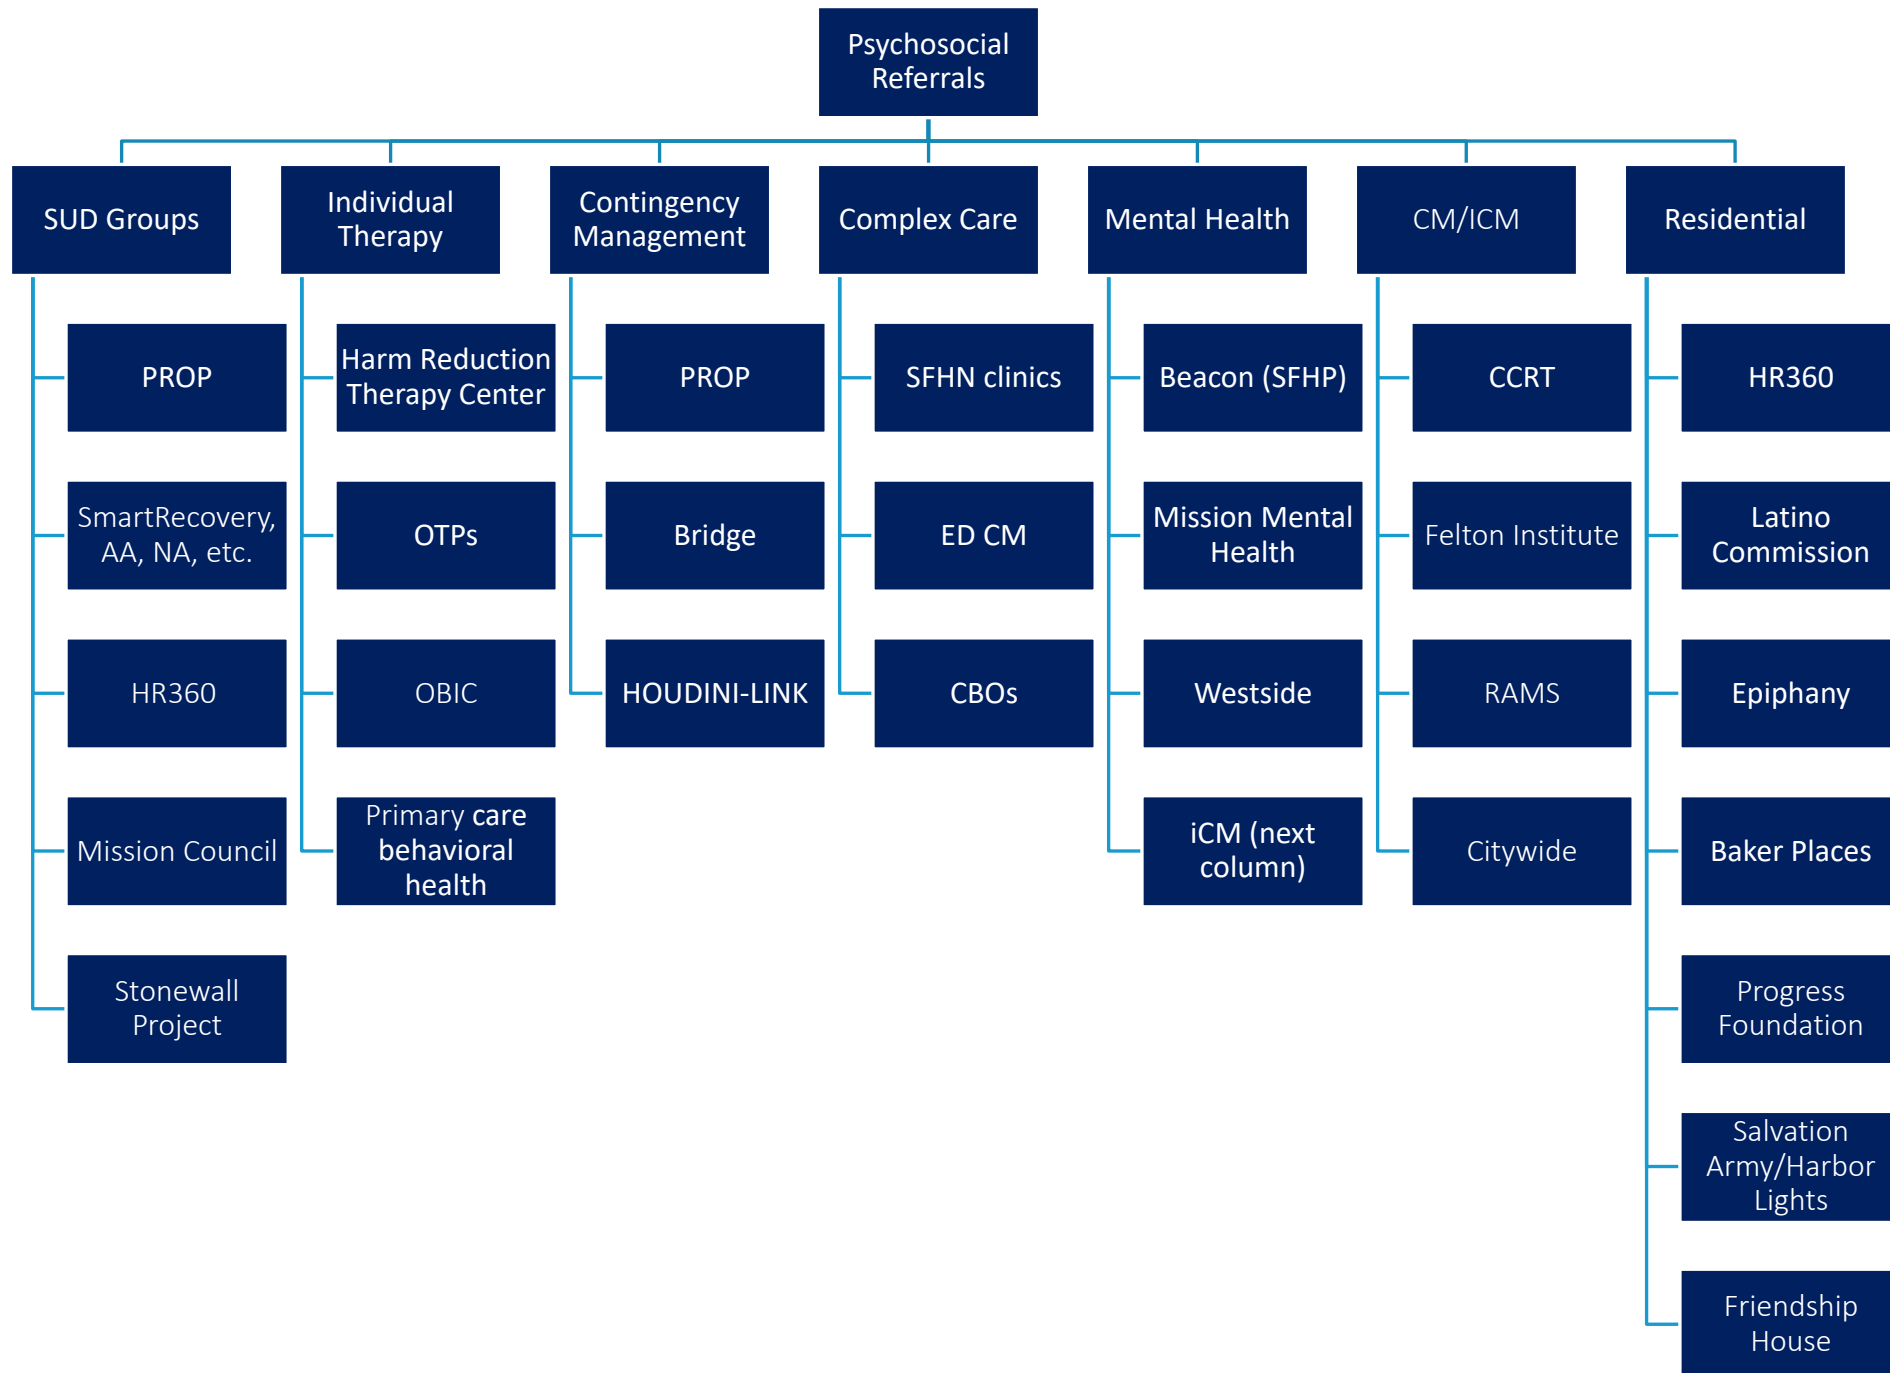 Psychosocial
Referrals
SUD Groups
PROP
SmartRecovery,
AA, NA, etc.
HR360
Mission Council
Stonewall
Project
Individual
Therapy
Harm Reduction
Therapy Center
OTPs
OBIC
Primary care
behavioral
health
Contingency
Management
PROP
Bridge
HOUDINI-LINK
Complex Care
SFHN clinics
ED CM
CBOs
Mental Health
Beacon (SFHP)
Mission Mental
Health
Westside
iCM (next
column)
CM/ICM
CCRT
Felton Institute
RAMS
Citywide
Residential
HR360
Latino
Commission
Epiphany
Baker Places
Progress
Foundation
Salvation
Army/Harbor
Lights
Friendship
House